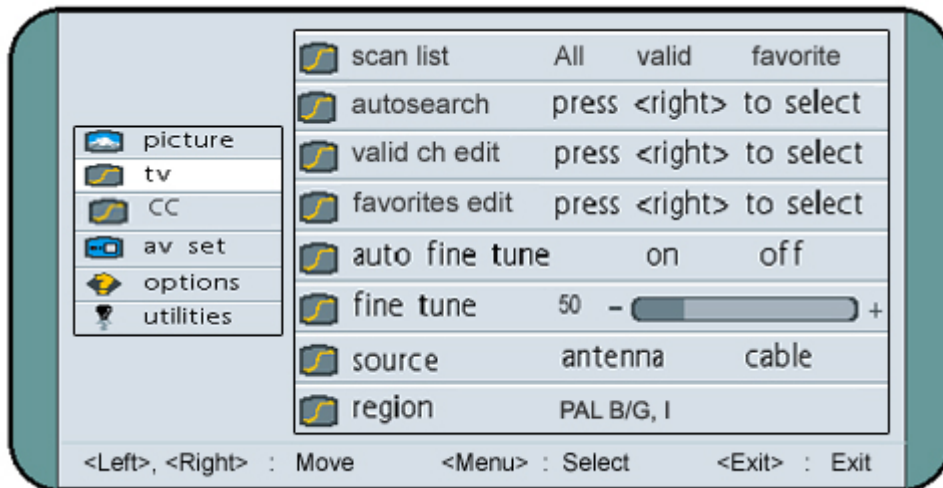 picture
tv
CC
av set
options
utilities
scan list All valid favorite
autosearch press <right> to select
valid ch edit press <right> to select
favorites edit press <right> to select
auto fine tune on off
fine tune 50 - +
source antenna cable
region PAL B/G, I
<Left>, <Right> : Move <Menu> : Select <Exit> : Exit